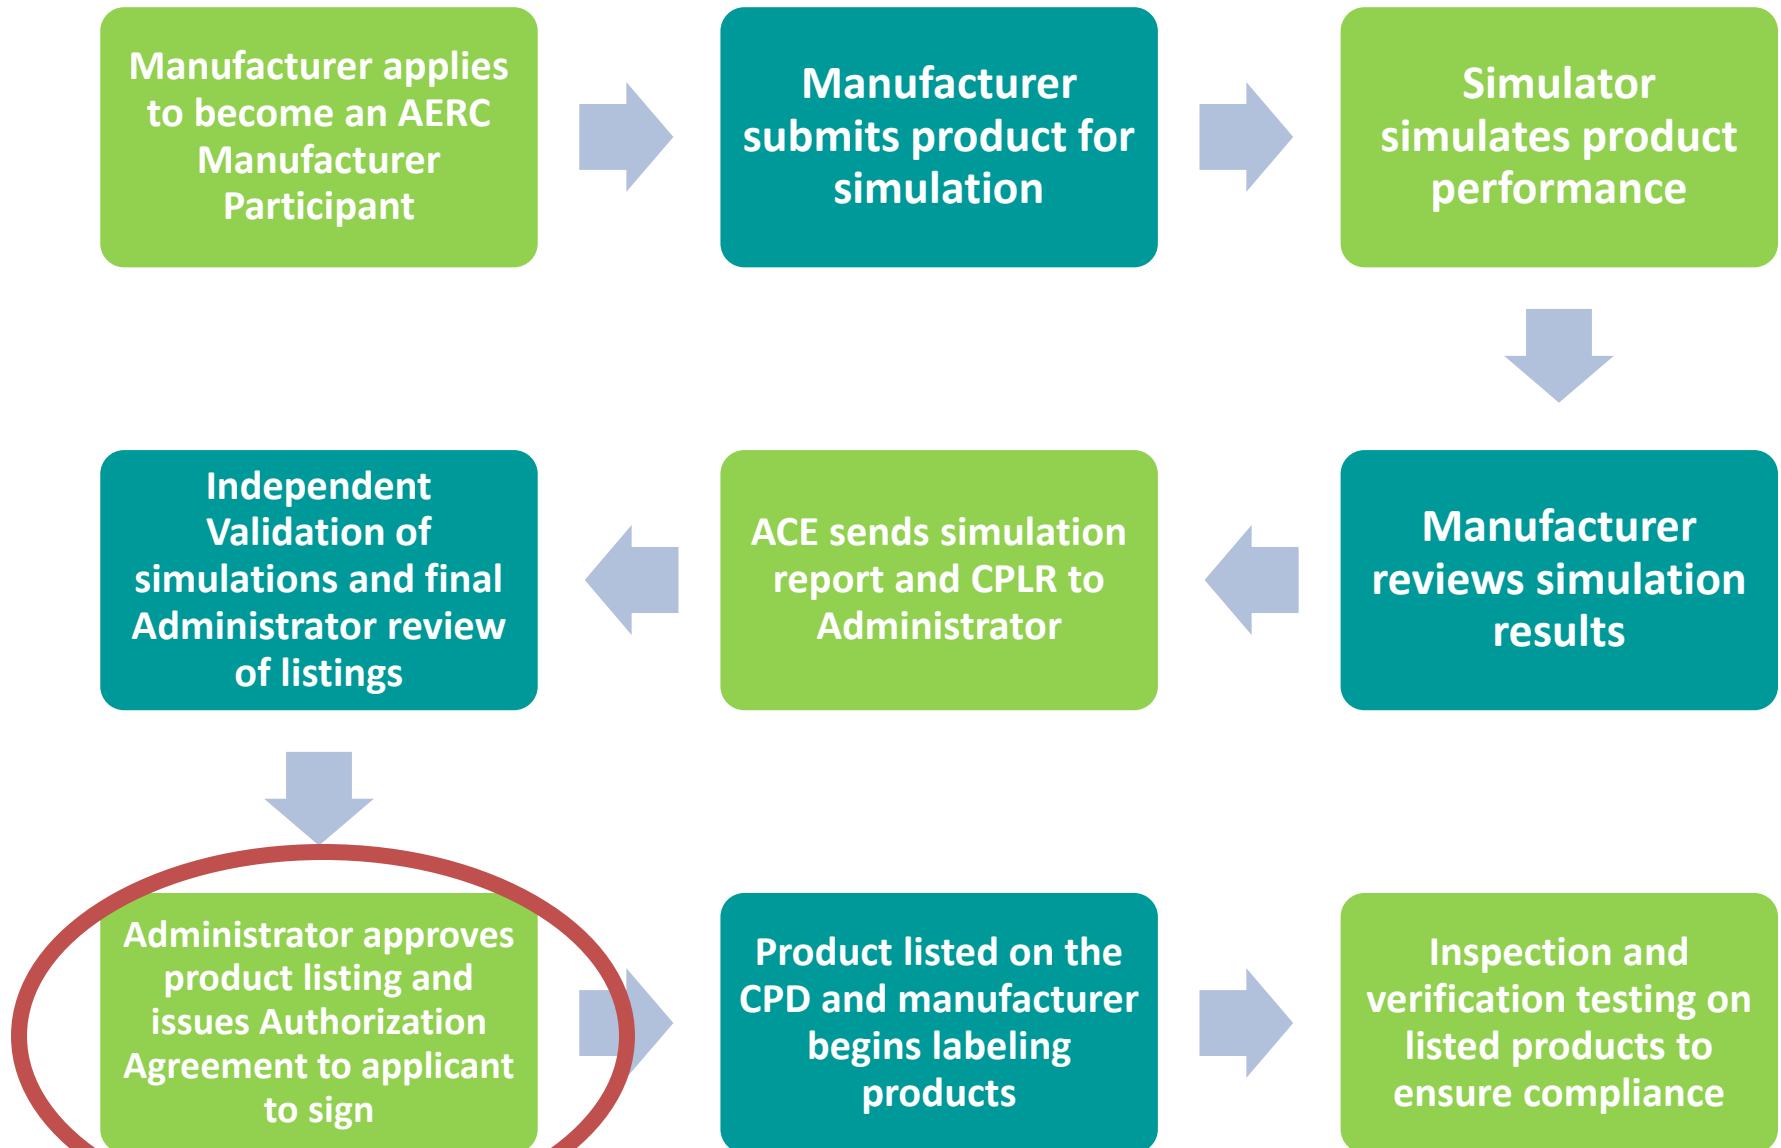 Manufacturer applies
to become an AERC
Manufacturer
Participant
Manufacturer
submits product for
simulation
Simulator
simulates product
performance
Manufacturer
reviews simulation
results
ACE sends simulation
report and CPLR to
Administrator
Independent
Validation of
simulations and final
Administrator review
of listings
Administrator approves
product listing and
issues Authorization
Agreement to applicant
to sign
Product listed on the
CPD and manufacturer
begins labeling
products
Inspection and
verification testing on
listed products to
ensure compliance